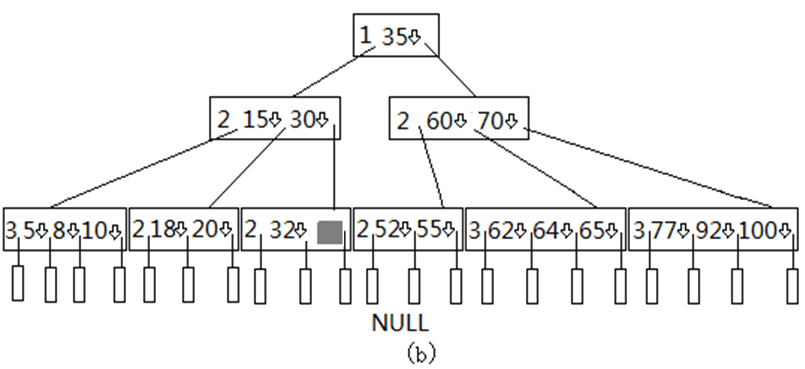 1 35⇩
2 15⇩ 30⇩
2 60⇩ 70⇩
3 5⇩ 8⇩ 10⇩
2 18⇩ 20⇩
2 32⇩
2 52⇩ 55⇩
3 62⇩ 64⇩ 65⇩
3 77⇩ 92⇩ 100⇩
NULL
(b)